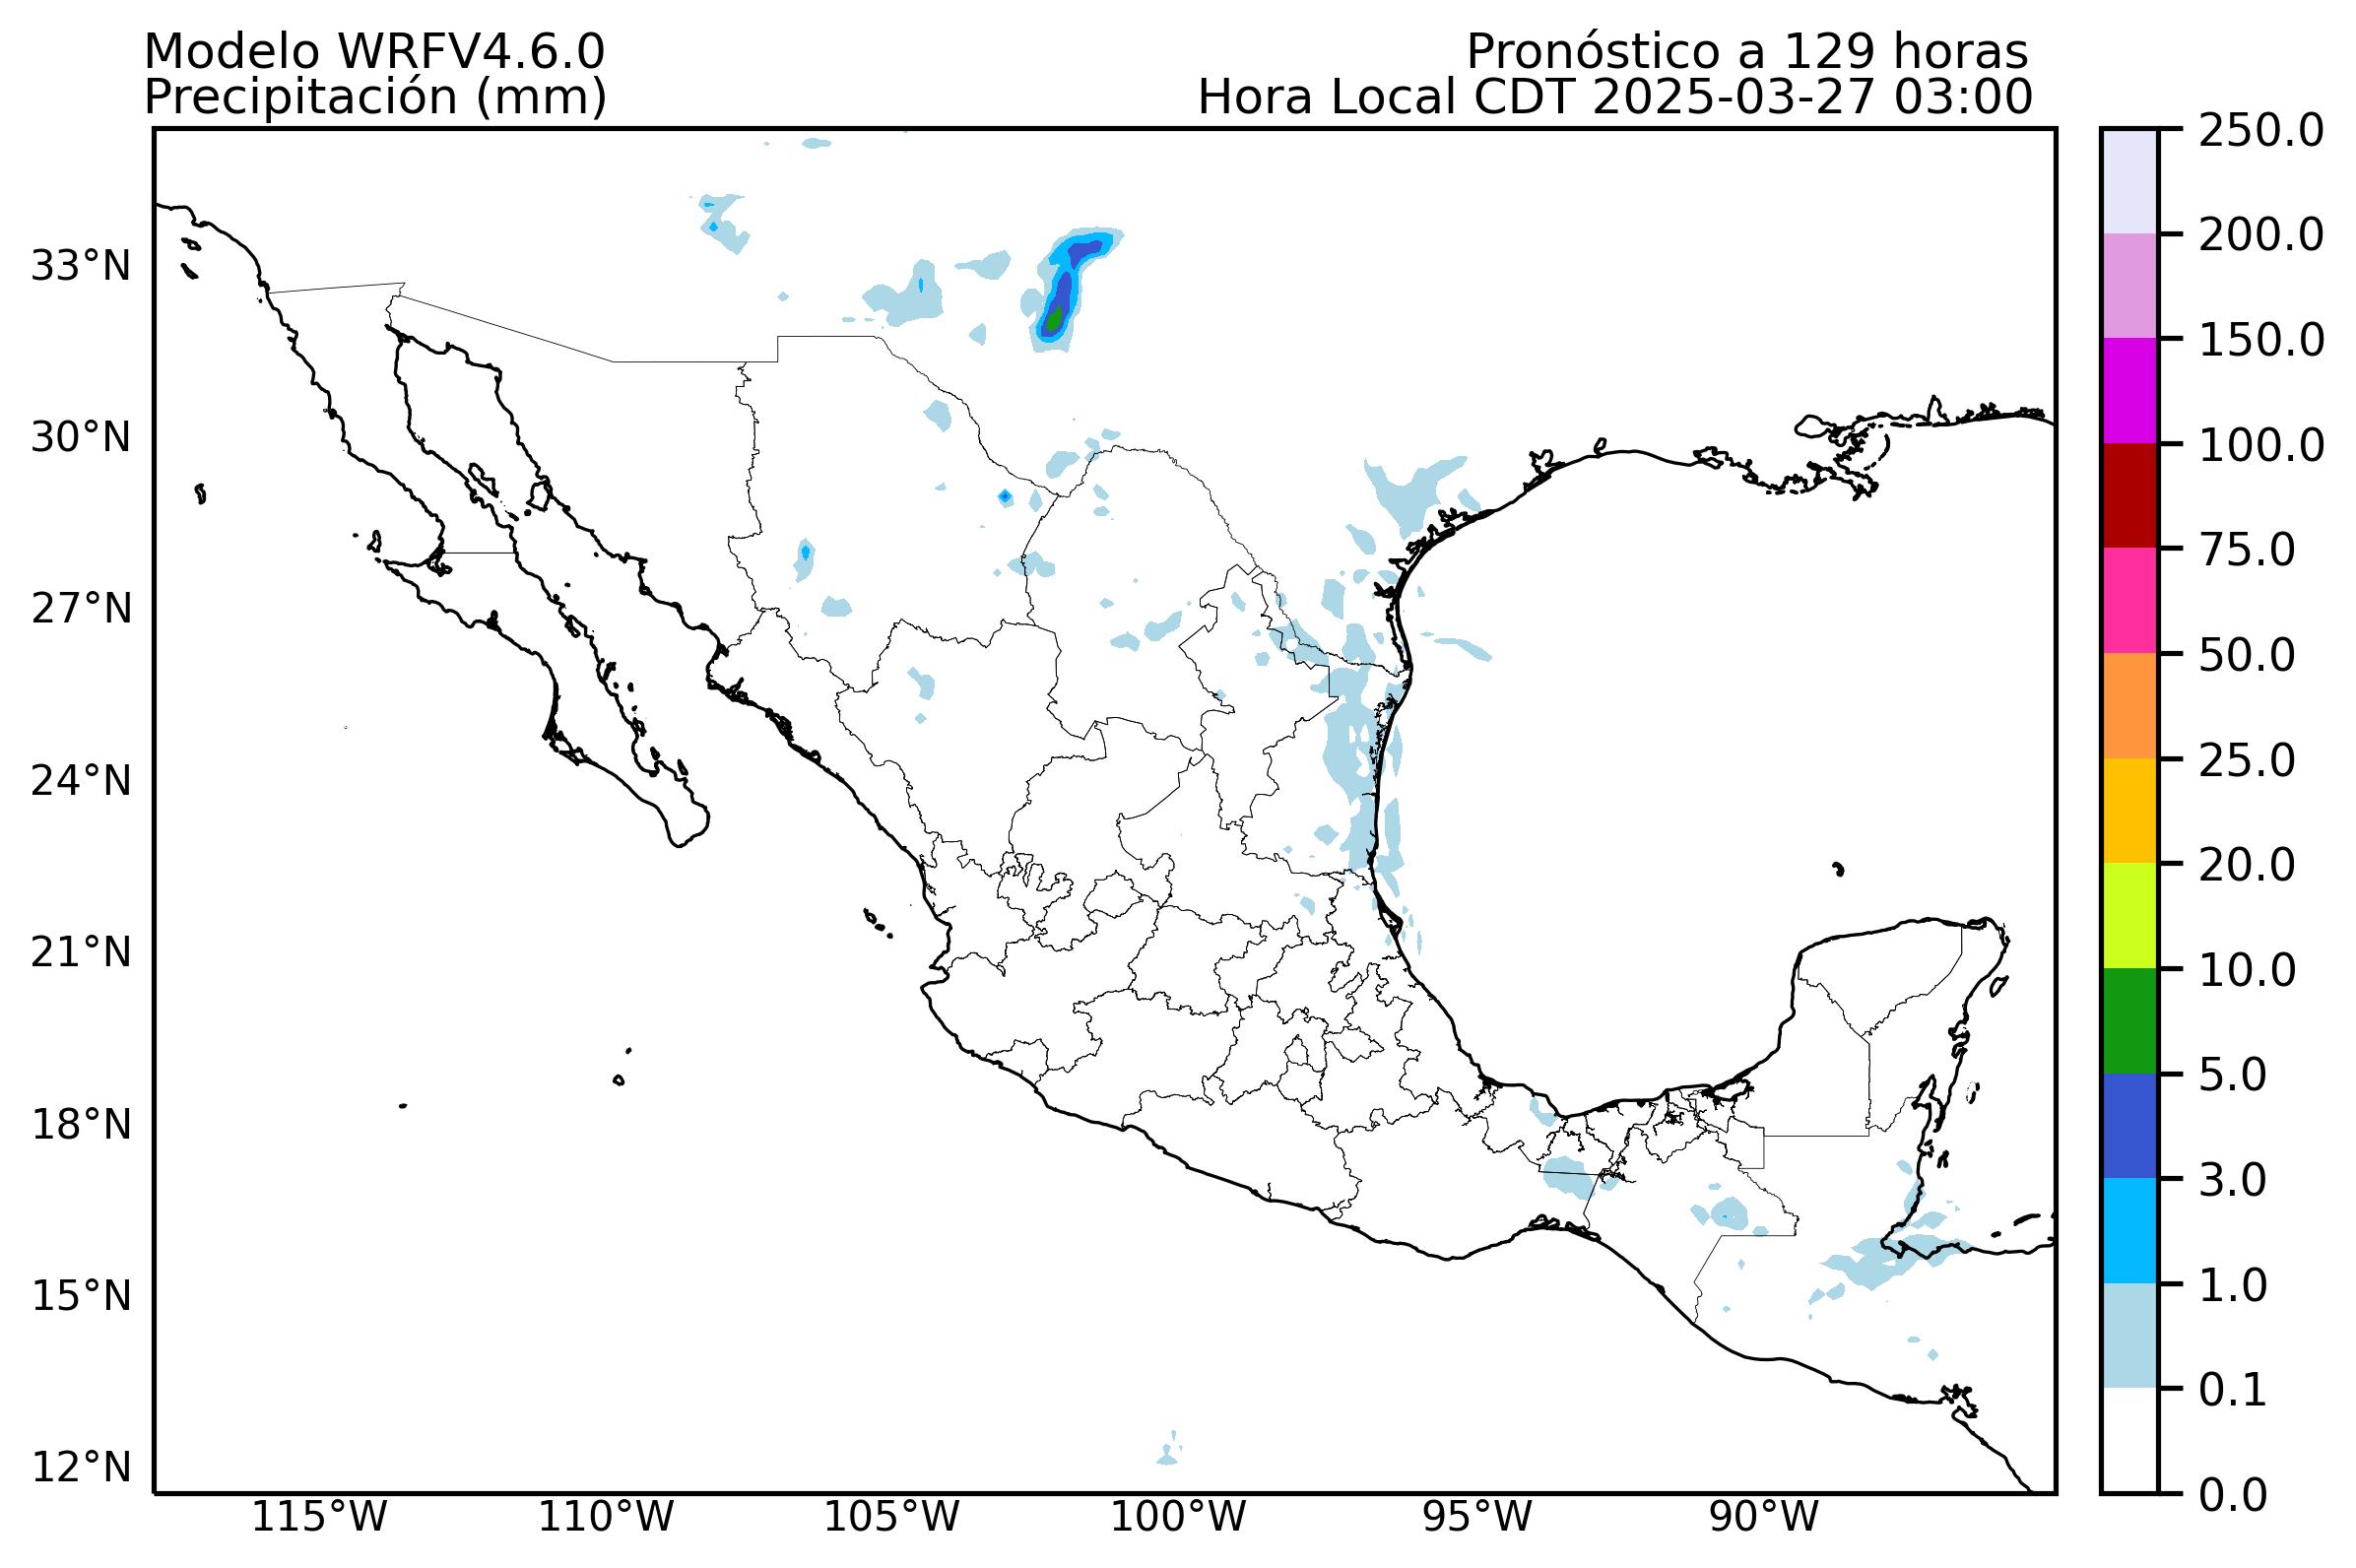 Modelo WRFV4.6.0
Pronóstico a 129 horas
Precipitación (mm)
Hora Local CDT 2025-03-27 03:00
33°N
30°N
27°N
24°N
21°N
18°N
15°N
12°N
115°W
110°W
105°W
100°W
95°W
90°W
250.0
200.0
150.0
100.0
75.0
50.0
25.0
20.0
10.0
5.0
3.0
1.0
0.1
0.0